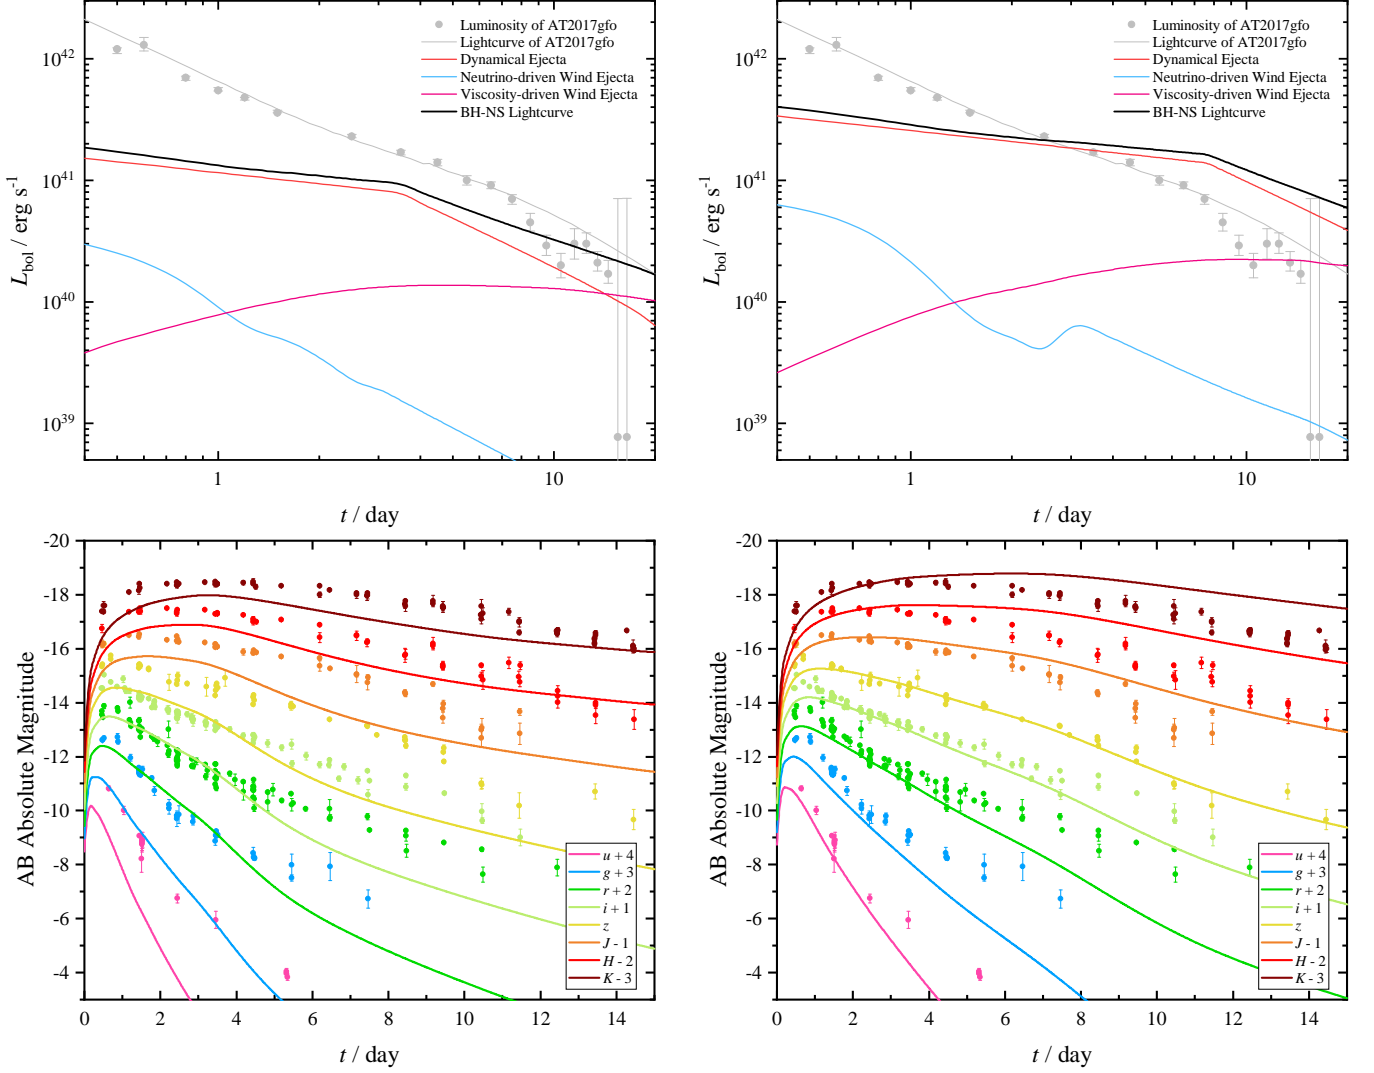 Luminosity of AT2017gfo
Lightcurve of AT2017gfo
Dynamical Ejecta
Neutrino-driven Wind Ejecta
Viscosity-driven Wind Ejecta
BH-NS Lightcurve
10^42
10^41
10^40
10^39
L_bol / erg s^-1
1
10
t / day
Luminosity of AT2017gfo
Lightcurve of AT2017gfo
Dynamical Ejecta
Neutrino-driven Wind Ejecta
Viscosity-driven Wind Ejecta
BH-NS Lightcurve
10^42
10^41
10^40
10^39
L_bol / erg s^-1
1
10
t / day
-20
-18
-16
-14
-12
-10
-8
-6
-4
AB Absolute Magnitude
u + 4
g + 3
r + 2
i + 1
z
J - 1
H - 2
K - 3
0
2
4
6
8
10
12
14
t / day
-20
-18
-16
-14
-12
-10
-8
-6
-4
AB Absolute Magnitude
u + 4
g + 3
r + 2
i + 1
z
J - 1
H - 2
K - 3
0
2
4
6
8
10
12
14
t / day